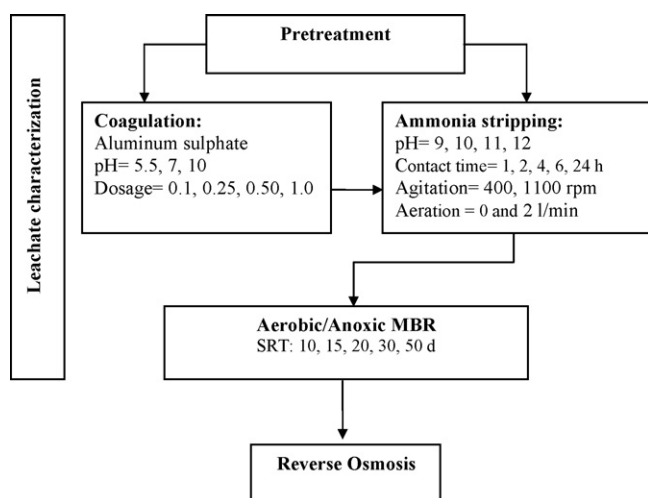 Leachate characterization
Pretreatment
Coagulation:
Aluminum sulphate
pH= 5.5, 7, 10
Dosage= 0.1, 0.25, 0.50, 1.0
Ammonia stripping:
pH= 9, 10, 11, 12
Contact time= 1, 2, 4, 6, 24 h
Agitation= 400, 1100 rpm
Aeration = 0 and 2 l/min
Aerobic/Anoxic MBR
SRT: 10, 15, 20, 30, 50 d
Reverse Osmosis